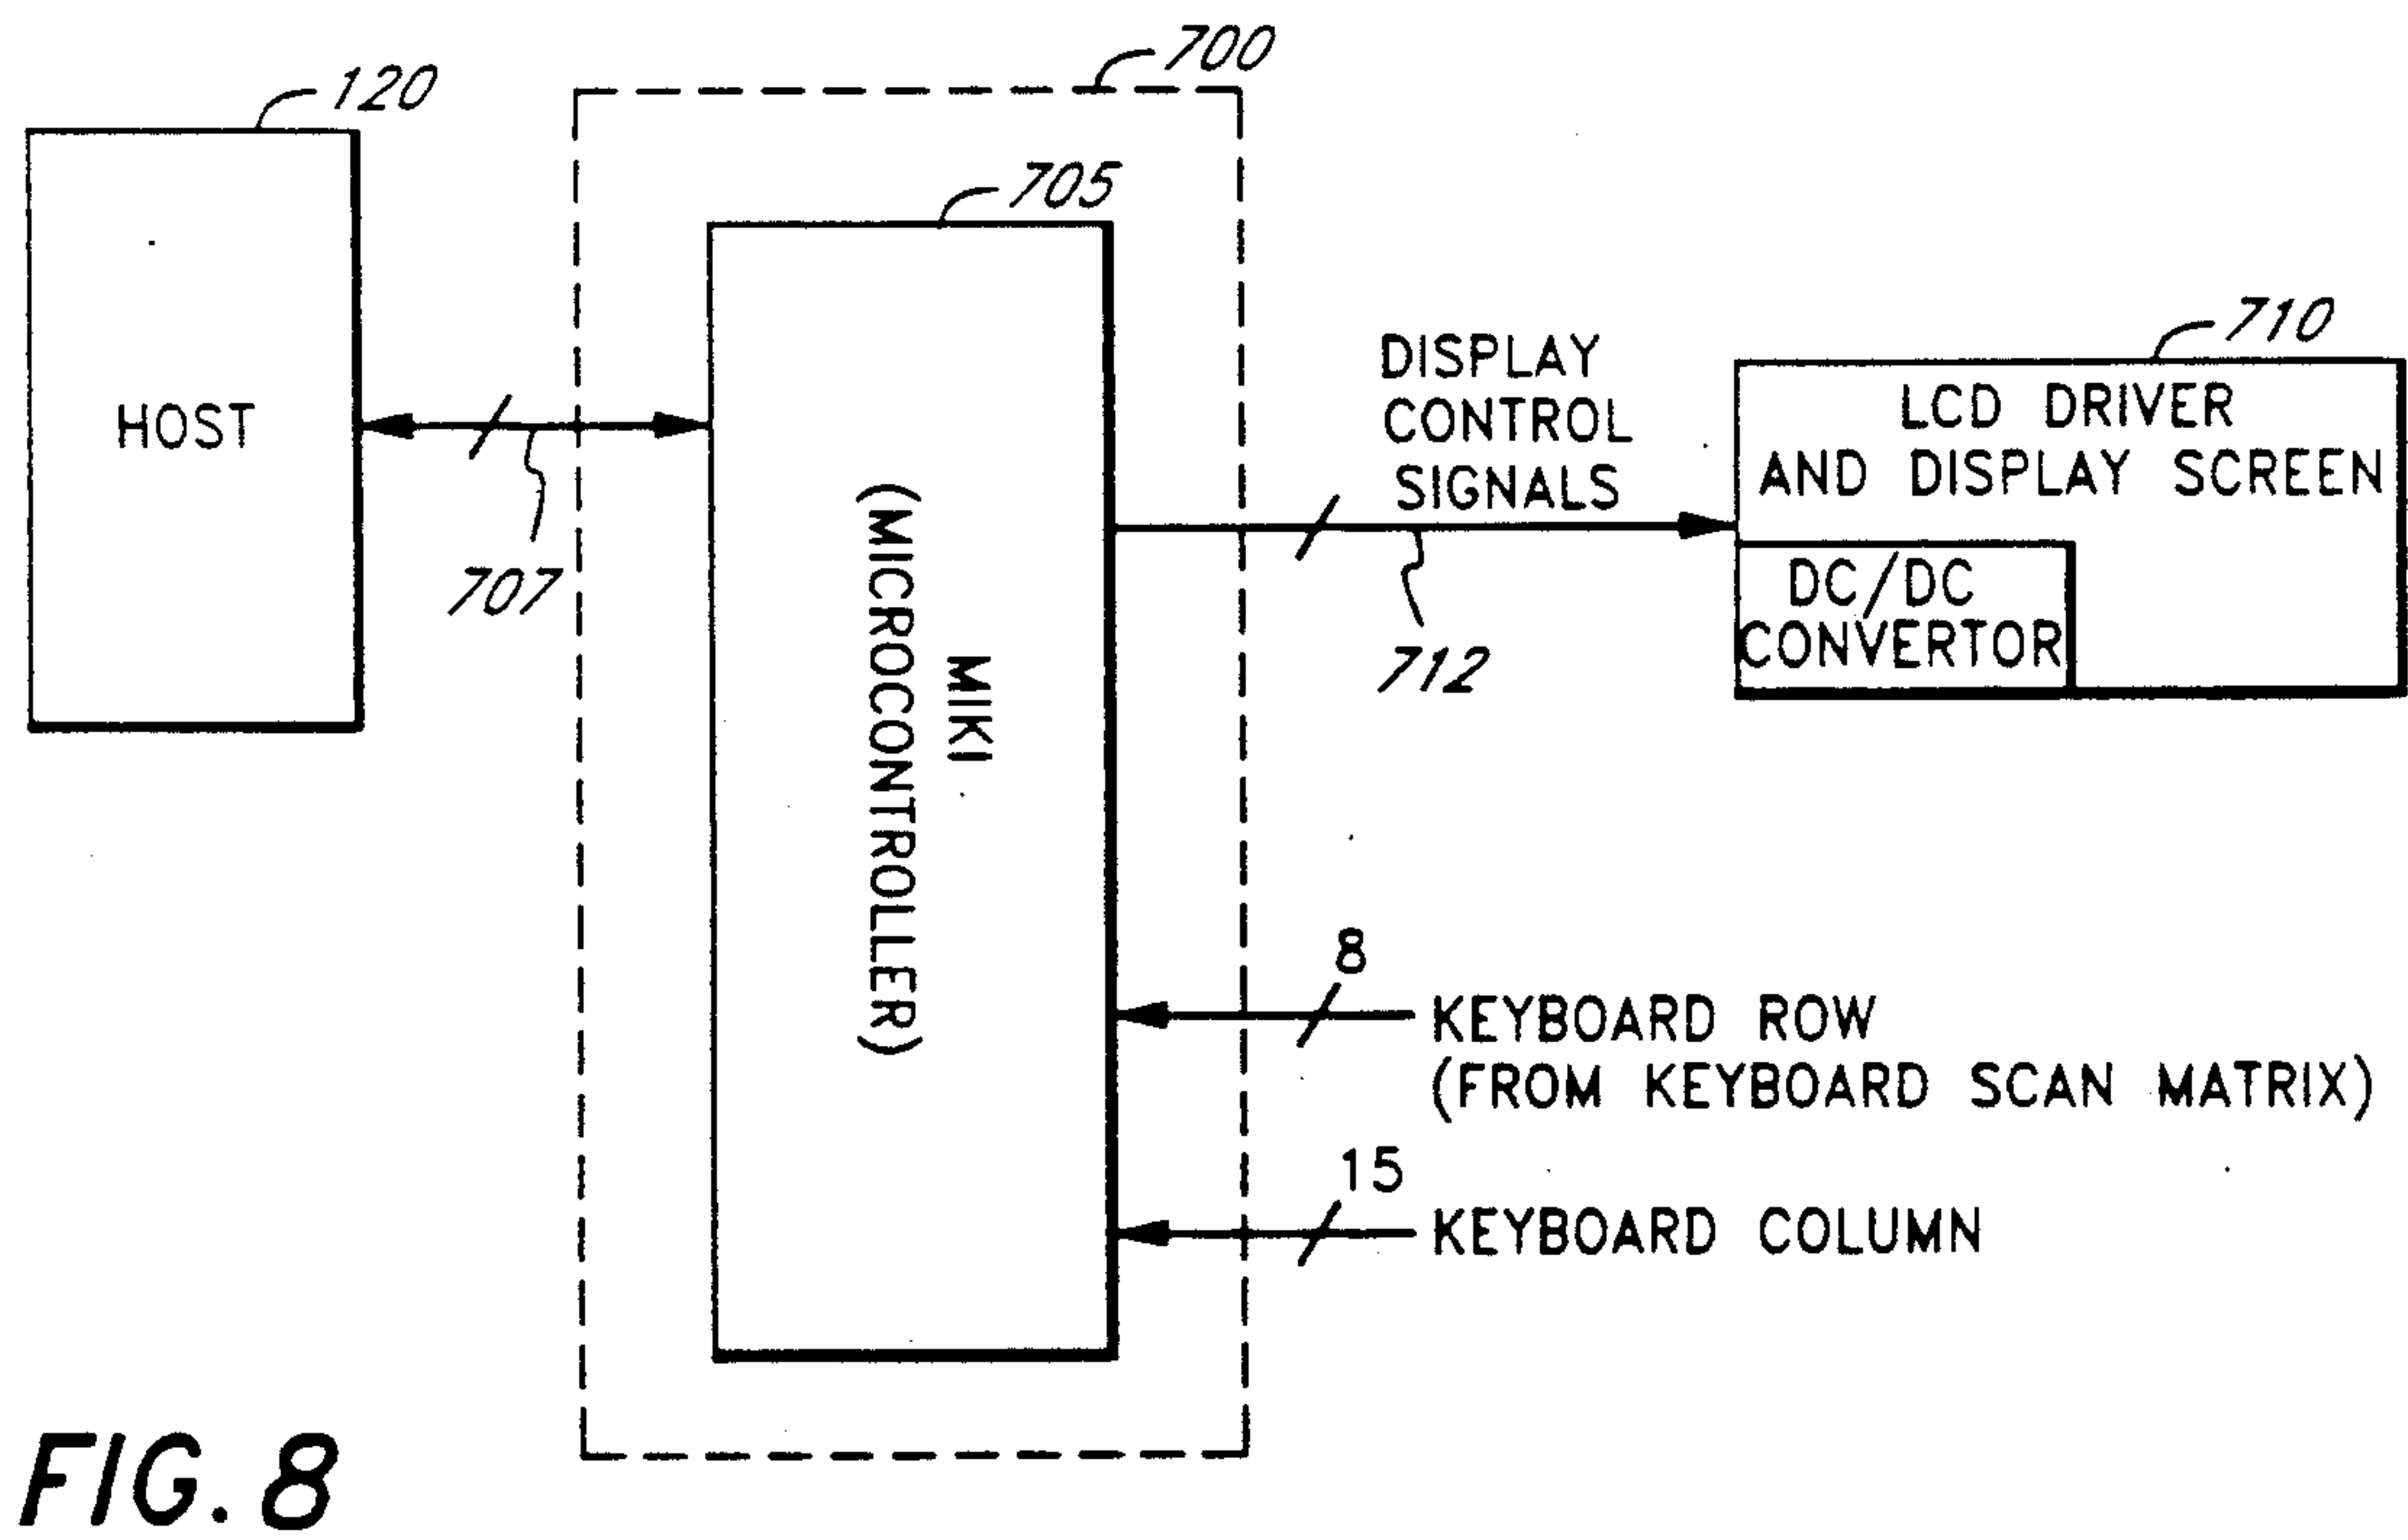 700
120
705
710
HOST
707
MIKI
(MICROCONTROLLER)
DISPLAY
CONTROL
SIGNALS
712
LCD DRIVER
AND DISPLAY SCREEN
DC/DC
CONVERTOR
8
KEYBOARD ROW
(FROM KEYBOARD SCAN MATRIX)
15
KEYBOARD COLUMN
FIG. 8